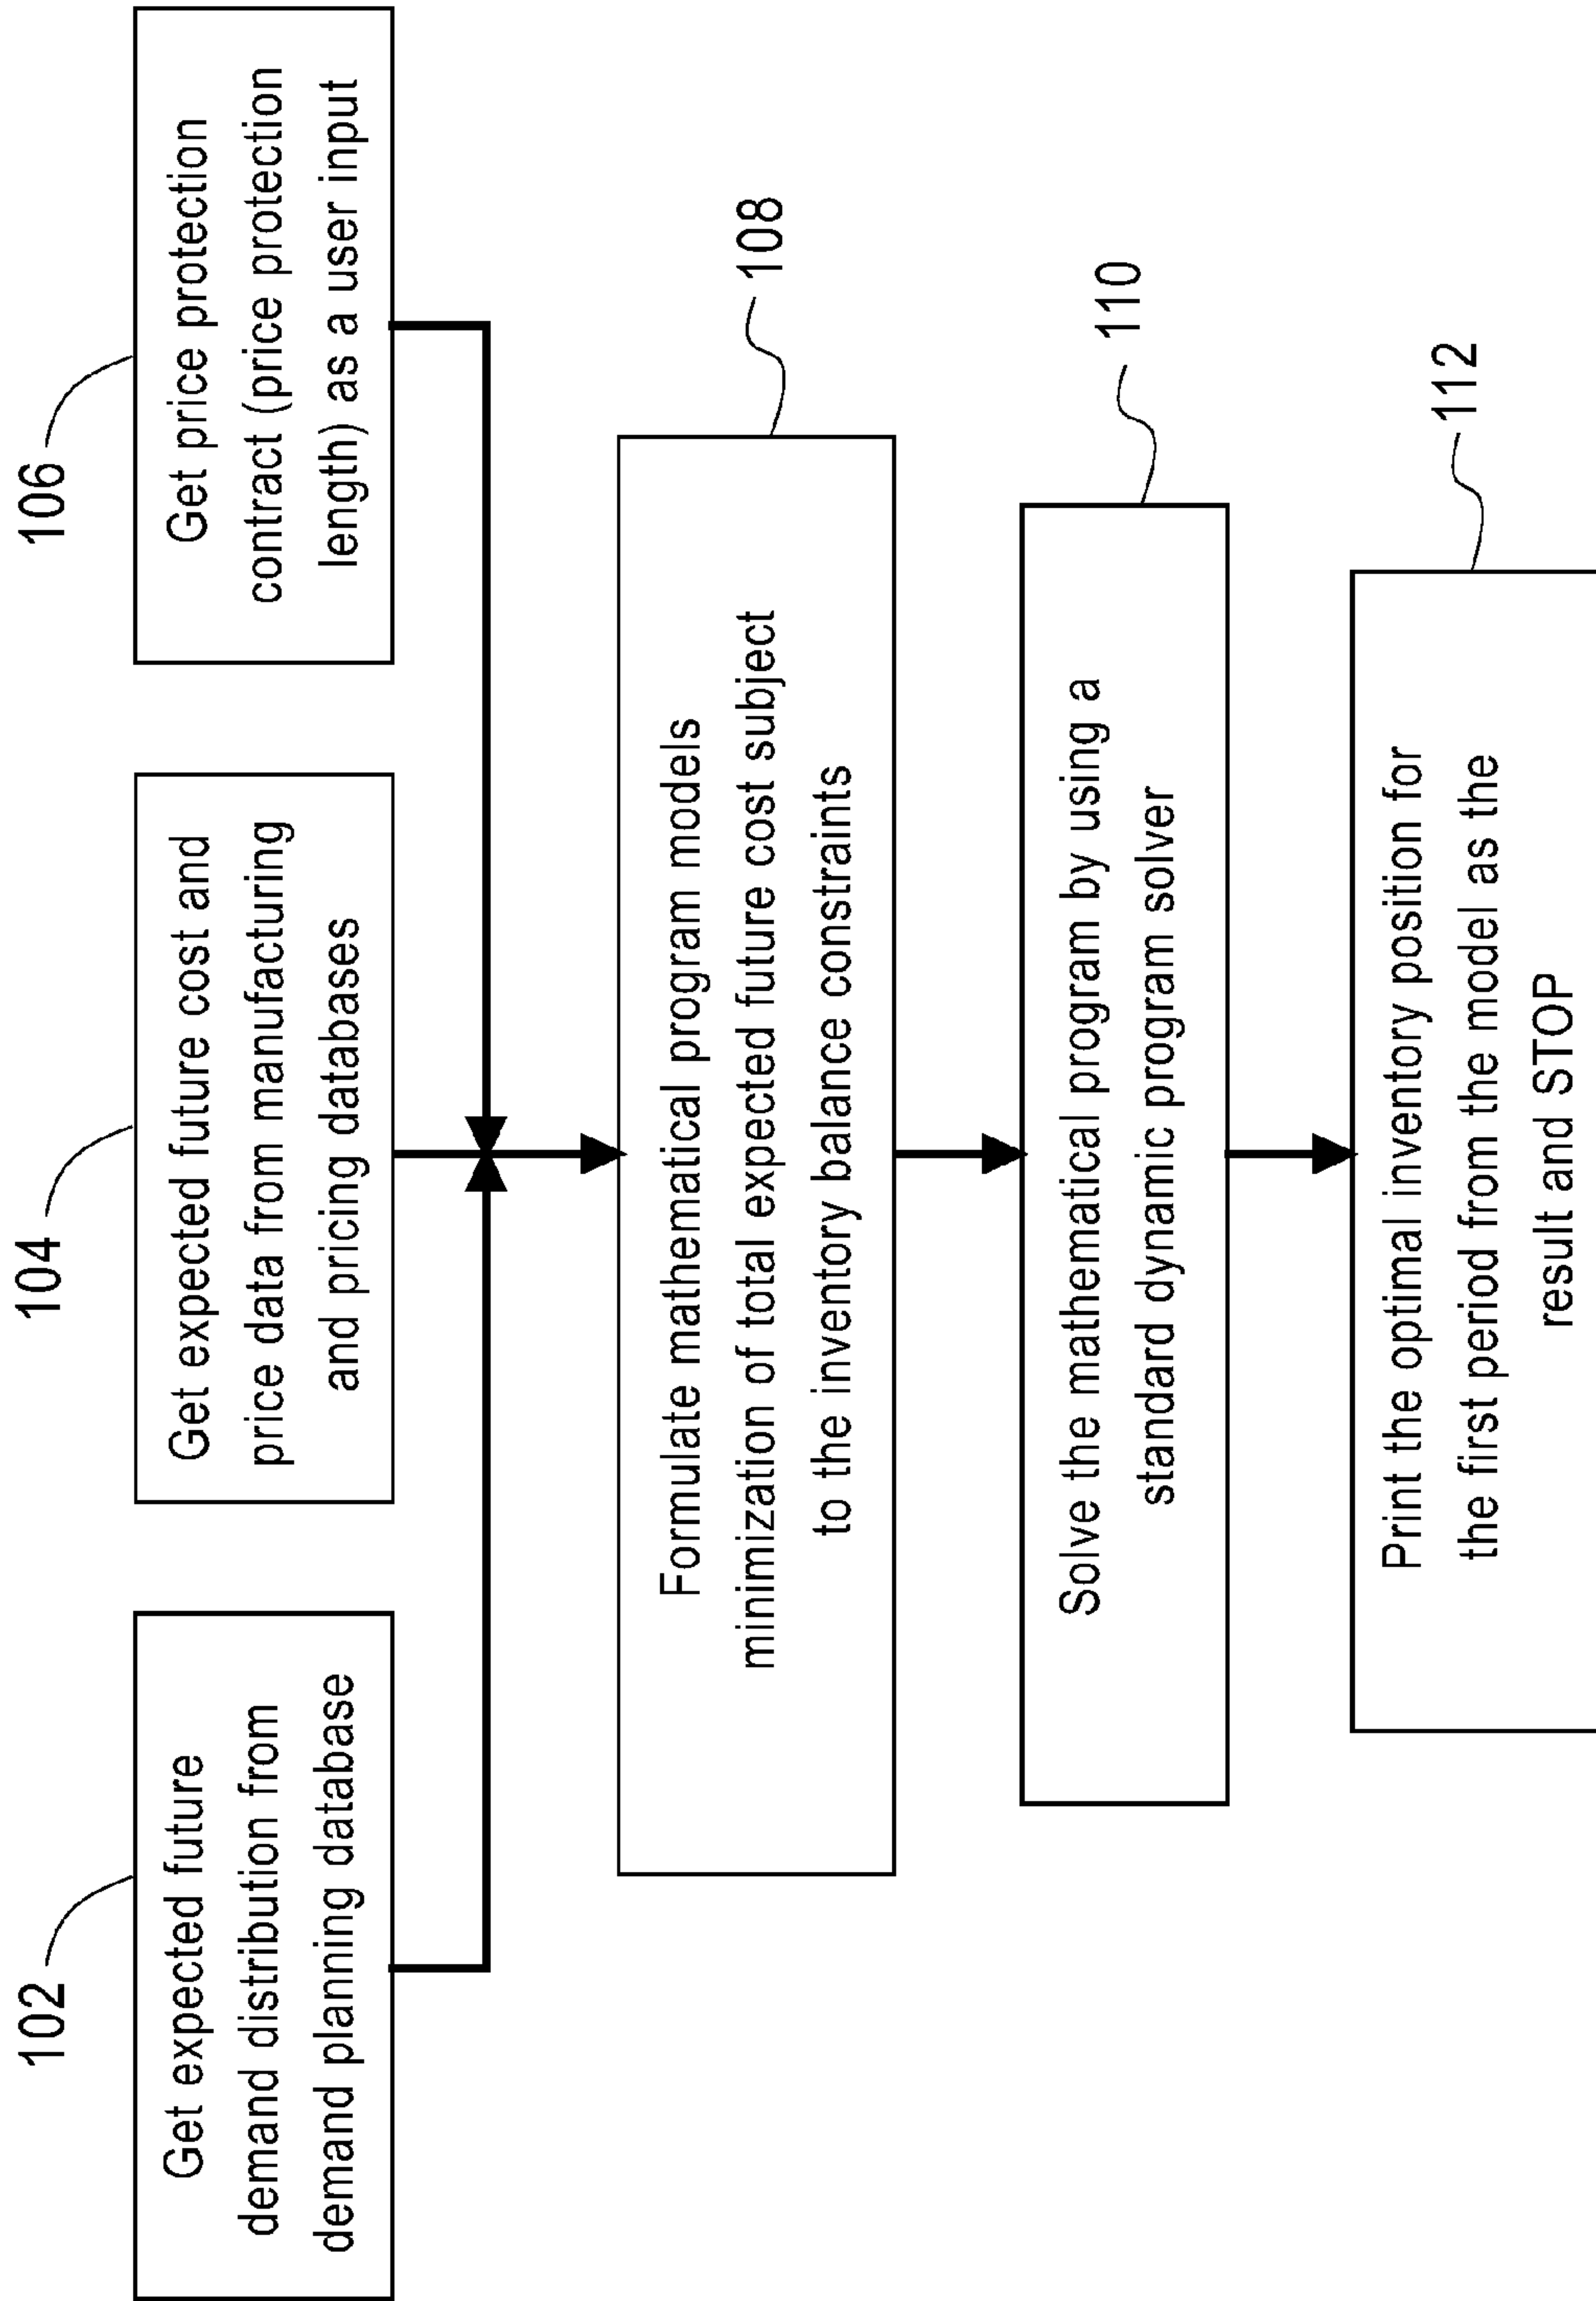 102
Get expected future
demand distribution from
demand planning database
104
Get expected future cost and
price data from manufacturing
and pricing databases
106
Get price protection
contract (price protection
length) as a user input
108
Formulate mathematical program models
minimization of total expected future cost subject
to the inventory balance constraints
110
Solve the mathematical program by using a
standard dynamic program solver
112
Print the optimal inventory position for
the first period from the model as the
result and STOP